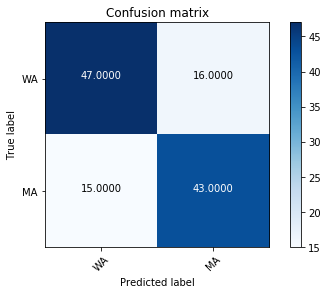 Confusion matrix
True label
WA
47.0000
16.0000
MA
15.0000
43.0000
WA
MA
Predicted label
45
40
35
30
25
20
15